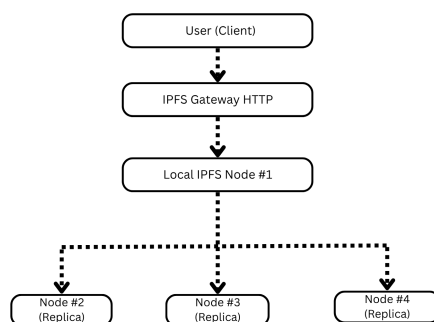 User (Client)
IPFS Gateway HTTP
Local IPFS Node #1
Node #2
(Replica)
Node #3
(Replica)
Node #4
(Replica)